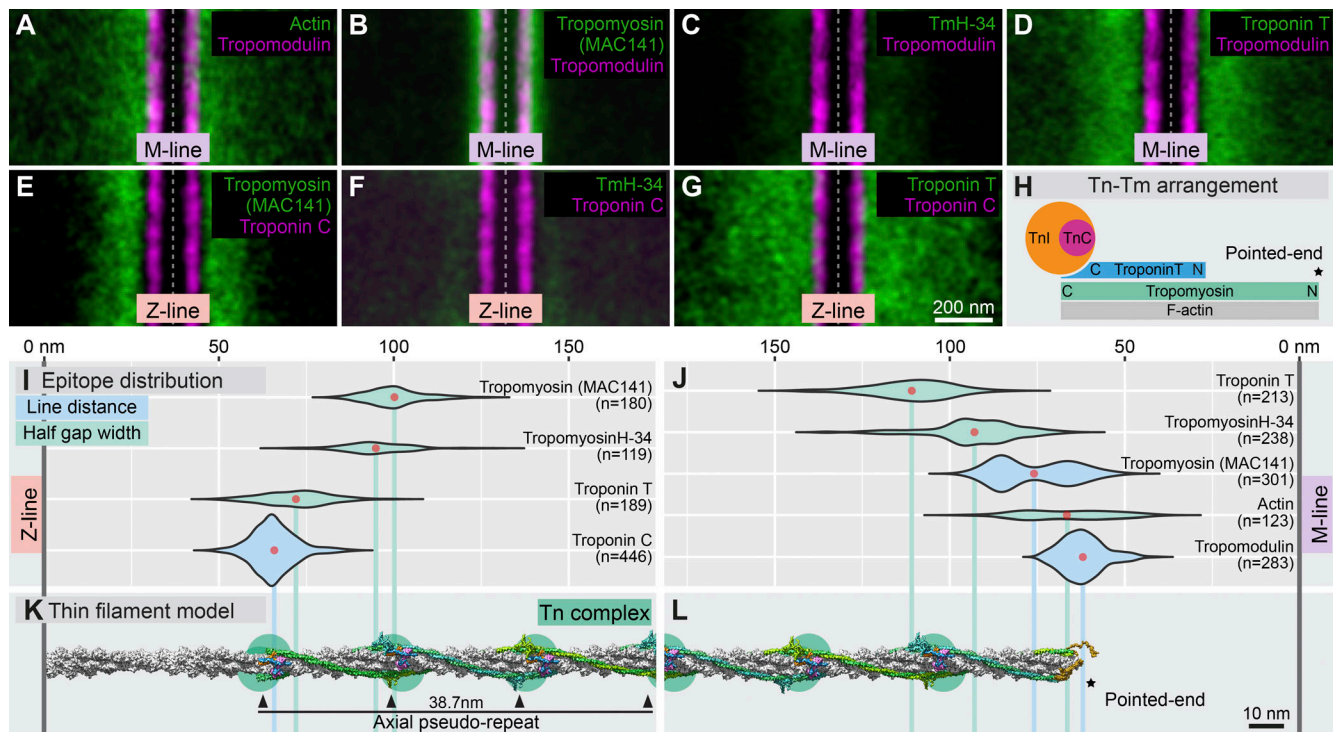 A
Actin
Tropomodulin
M-line
B
Tropomyosin
(MAC141)
Tropomodulin
M-line
C
TmH-34
Tropomodulin
M-line
D
Troponin T
Tropomodulin
M-line
E
Tropomyosin
(MAC141)
Troponin C
Z-line
F
TmH-34
Troponin C
Z-line
G
Troponin T
Troponin C
Z-line
200 nm
H
Tn-Tm arrangement
TnI
TnC
Pointed-end
C TroponinT N
C Tropomyosin N
F-actin
0 nm 50 100 150
150 100 50 0 nm
I Epitope distribution
Line distance
Half gap width
Z-line
Tropomyosin (MAC141)
(n=180)
TropomyosinH-34
(n=119)
Troponin T
(n=189)
Troponin C
(n=446)
J
Troponin T
(n=213)
TropomyosinH-34
(n=238)
Tropomyosin (MAC141)
(n=301)
Actin
(n=123)
Tropomodulin
(n=283)
M-line
K Thin filament model
Tn complex
38.7nm
Axial pseudo-repeat
L
Pointed-end
10 nm